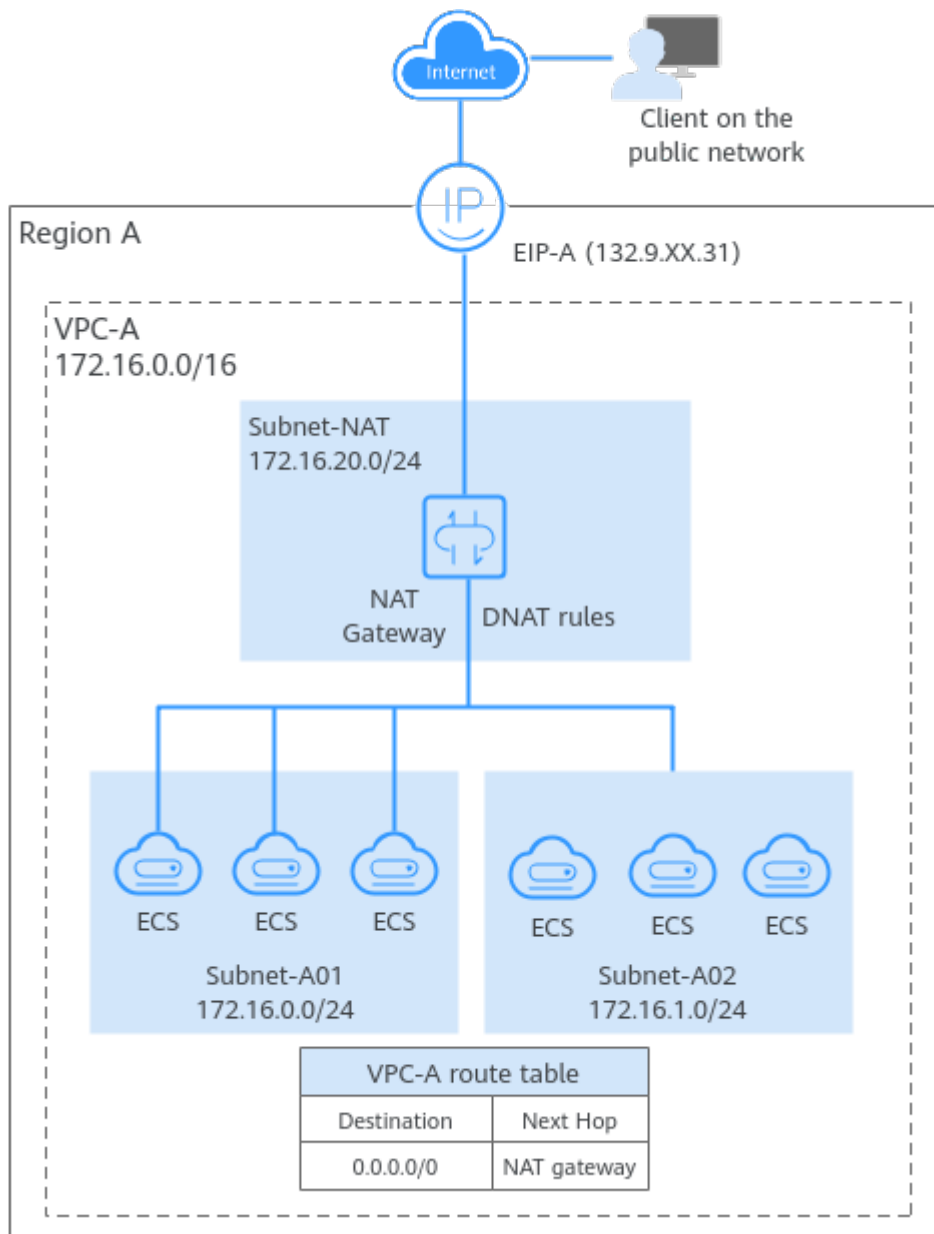 Internet
Client on the
public network
IP
Region A
EIP-A (132.9.XX.31)
VPC-A
172.16.0.0/16
Subnet-NAT
172.16.20.0/24
NAT
Gateway
DNAT rules
ECS
ECS
ECS
Subnet-A01
172.16.0.0/24
ECS
ECS
ECS
Subnet-A02
172.16.1.0/24
VPC-A route table
Destination
Next Hop
0.0.0.0/0
NAT gateway